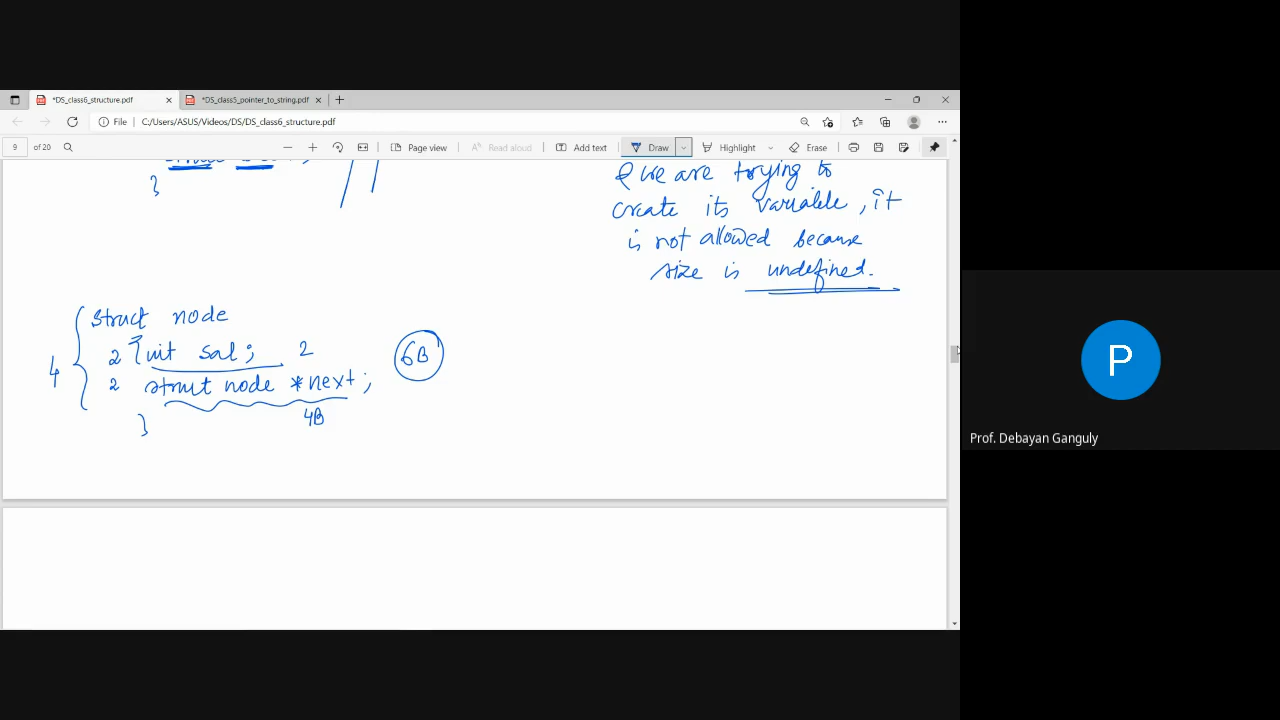 *DS_class6_structure.pdf
*DS_class5_pointer_to_string.pdf
File C:/Users/ASUS/Videos/DS/DS_class6_structure.pdf
9 of 20 Page view Read aloud Add text Draw Highlight Erase
}
& we are trying to
create its variable, it
is not allowed because
size is undefined.
struct node
2 { int sal; 2
4 2 struct node *next;
4B
}
6B
P
Prof. Debayan Ganguly